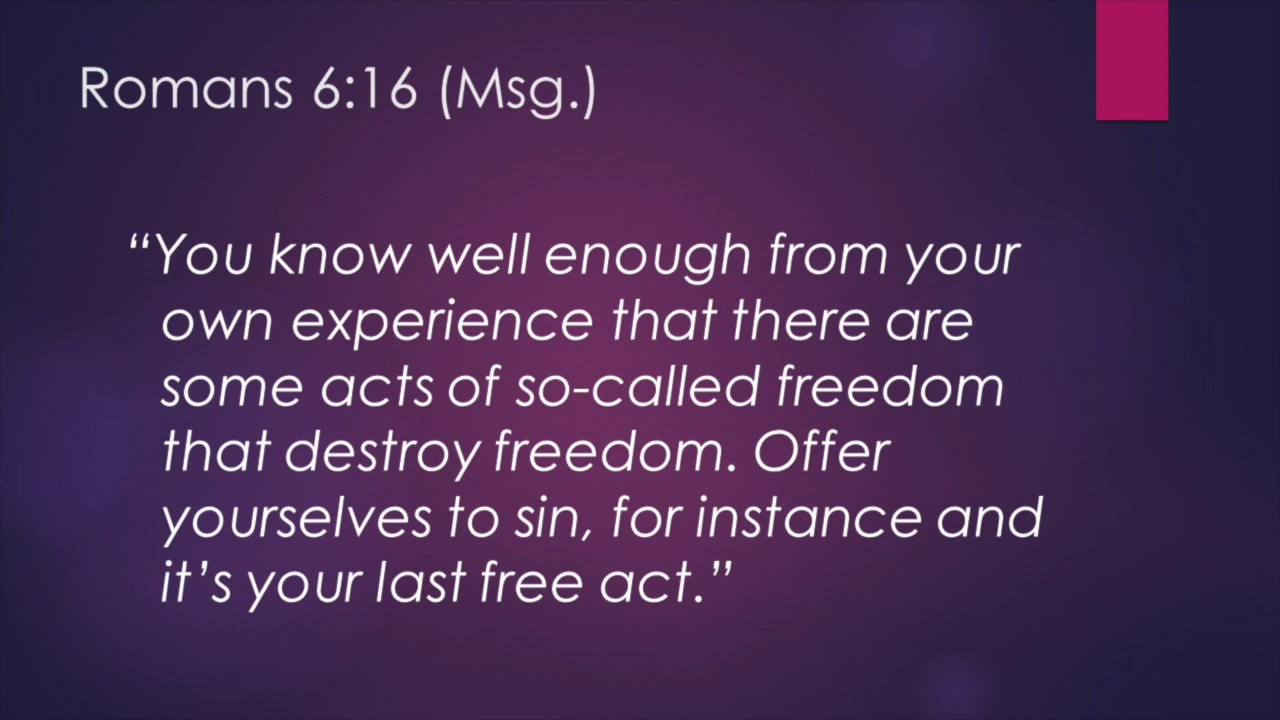 Romans 6:16 (Msg.)
“You know well enough from your
own experience that there are
some acts of so-called freedom
that destroy freedom. Offer
yourselves to sin, for instance and
it’s your last free act.”